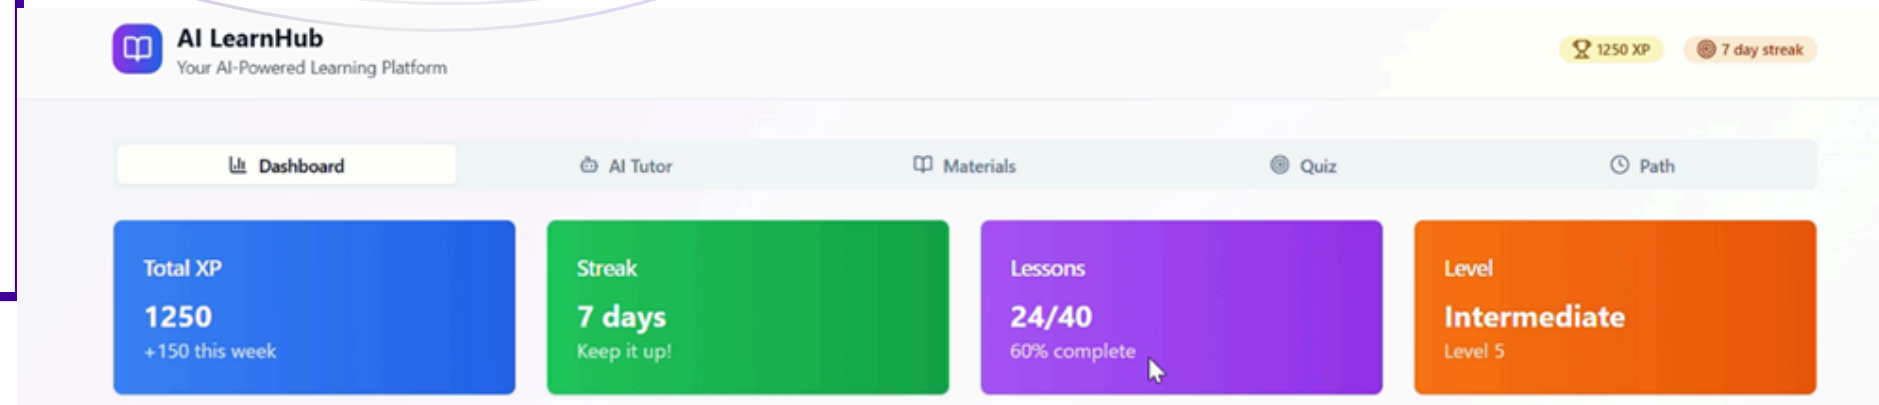 AI LearnHub
Your AI-Powered Learning Platform
1250 XP
7 day streak
Dashboard
AI Tutor
Materials
Quiz
Path
Total XP
1250
+150 this week
Streak
7 days
Keep it up!
Lessons
24/40
60% complete
Level
Intermediate
Level 5